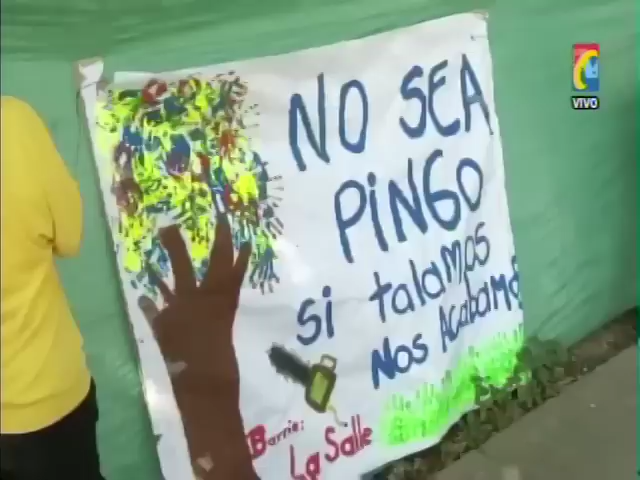 VIVO
NO SEA
PiNGO
Si talamos
Nos Acabamos
Barrio:
La Salle